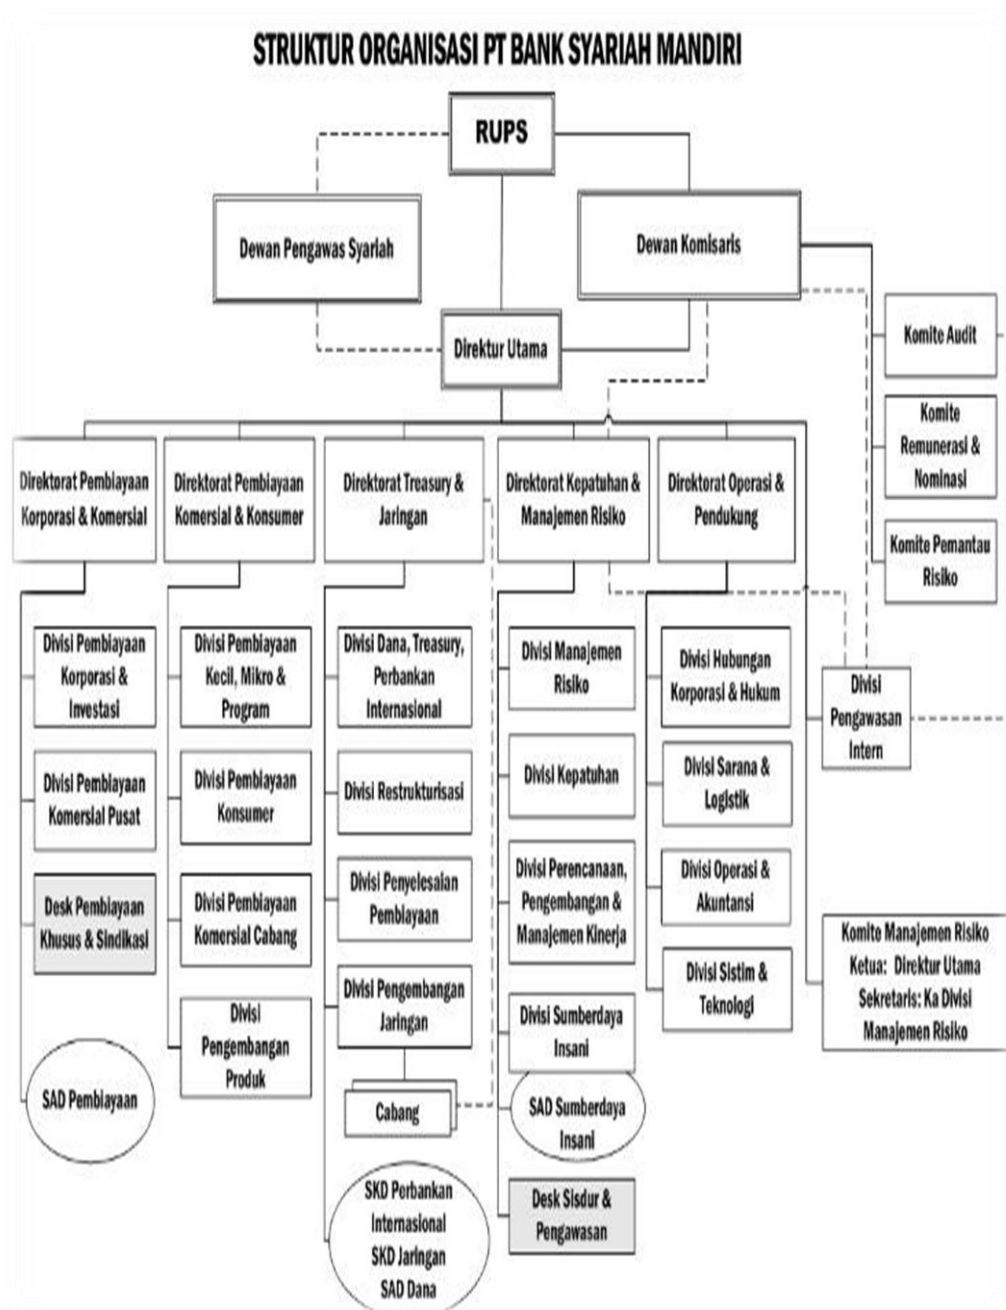 STRUKTUR ORGANISASI PT BANK SYARIAH MANDIRI
RUPS
Dewan Pengawas Syariah
Dewan Komisaris
Direktur Utama
Komite Audit
Komite
Remunerasi &
Nominasi
Komite Pemantau
Risiko
Direktorat Pembiayaan
Korporasi & Komersial
Direktorat Pembiayaan
Komersial & Konsumer
Direktorat Treasury &
Jaringan
Direktorat Kepatuhan &
Manajemen Risiko
Direktorat Operasi &
Pendukung
Divisi Pembiayaan
Korporasi &
Investasi
Divisi Pembiayaan
Komersial Pusat
Desk Pembiayaan
Khusus & Sindikasi
SAD Pembiayaan
Divisi Pembiayaan
Kecil, Mikro &
Program
Divisi Pembiayaan
Konsumer
Divisi Pembiayaan
Komersial Cabang
Divisi
Pengembangan
Produk
Divisi Dana, Treasury,
Perbankan
Internasional
Divisi Restrukturisasi
Divisi Penyelesaian
Pembiayaan
Divisi Pengembangan
Jaringan
Cabang
SKD Perbankan
Internasional
SKD Jaringan
SAD Dana
Divisi Manajemen
Risiko
Divisi Kepatuhan
Divisi Perencanaan,
Pengembangan &
Manajemen Kinerja
Divisi Sumberdaya
Insani
SAD Sumberdaya
Insani
Desk Sisdur &
Pengawasan
Divisi Hubungan
Korporasi & Hukum
Divisi Sarana &
Logistik
Divisi Operasi &
Akuntansi
Divisi Sistim &
Teknologi
Divisi
Pengawasan
Intern
Komite Manajemen Risiko
Ketua: Direktur Utama
Sekretaris: Ka Divisi
Manajemen Risiko